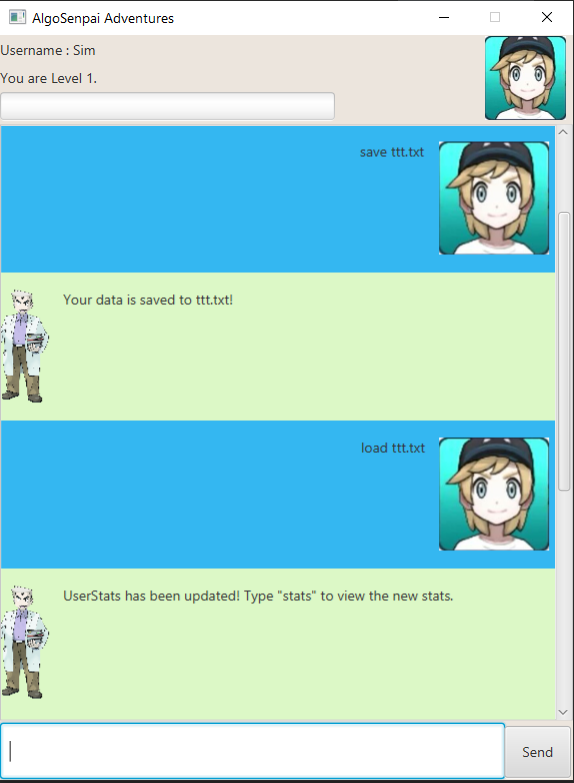 AlgoSenpai Adventures
Username : Sim
You are Level 1.
save ttt.txt
Your data is saved to ttt.txt!
load ttt.txt
UserStats has been updated! Type "stats" to view the new stats.
Send